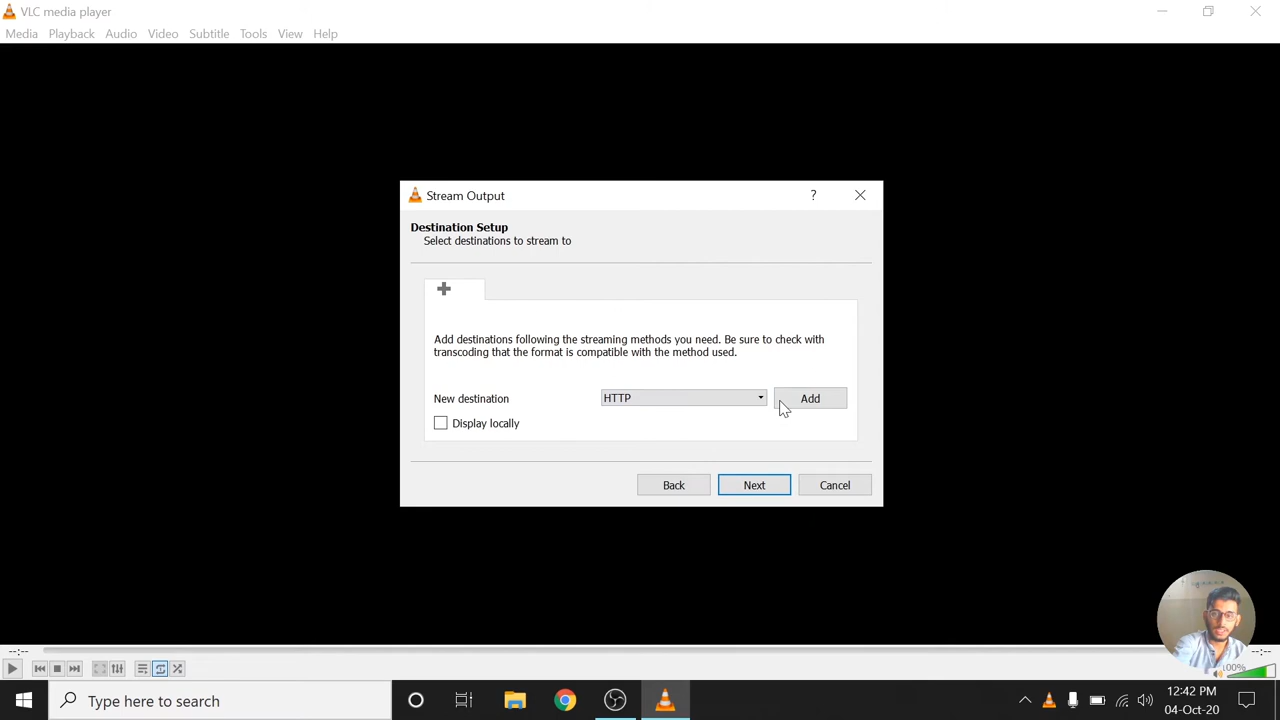 VLC media player
Media Playback Audio Video Subtitle Tools View Help
Stream Output
?
Destination Setup
Select destinations to stream to
Add destinations following the streaming methods you need. Be sure to check with
transcoding that the format is compatible with the method used.
New destination HTTP Add
Display locally
Back Next Cancel
--:-- --:--
100%
Type here to search
12:42 PM
04-Oct-20